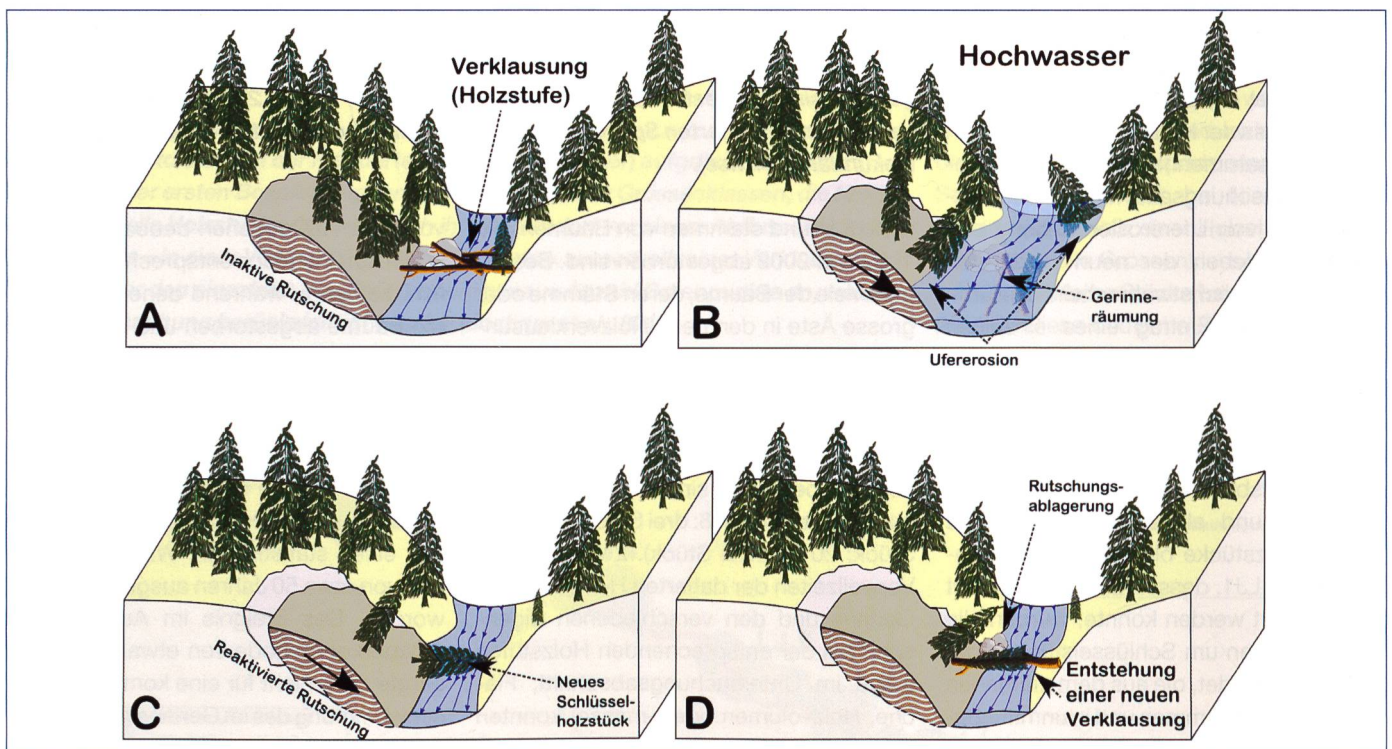 Verklausung
(Holzstufe)
Inaktive Rutschung
A
Hochwasser
Gerinne-
räumung
Ufererosion
B
Reaktivierte Rutschung
Neues
Schlüssel-
holzstück
C
Rutschungs-
ablagerung
Entstehung
einer neuen
Verklausung
D